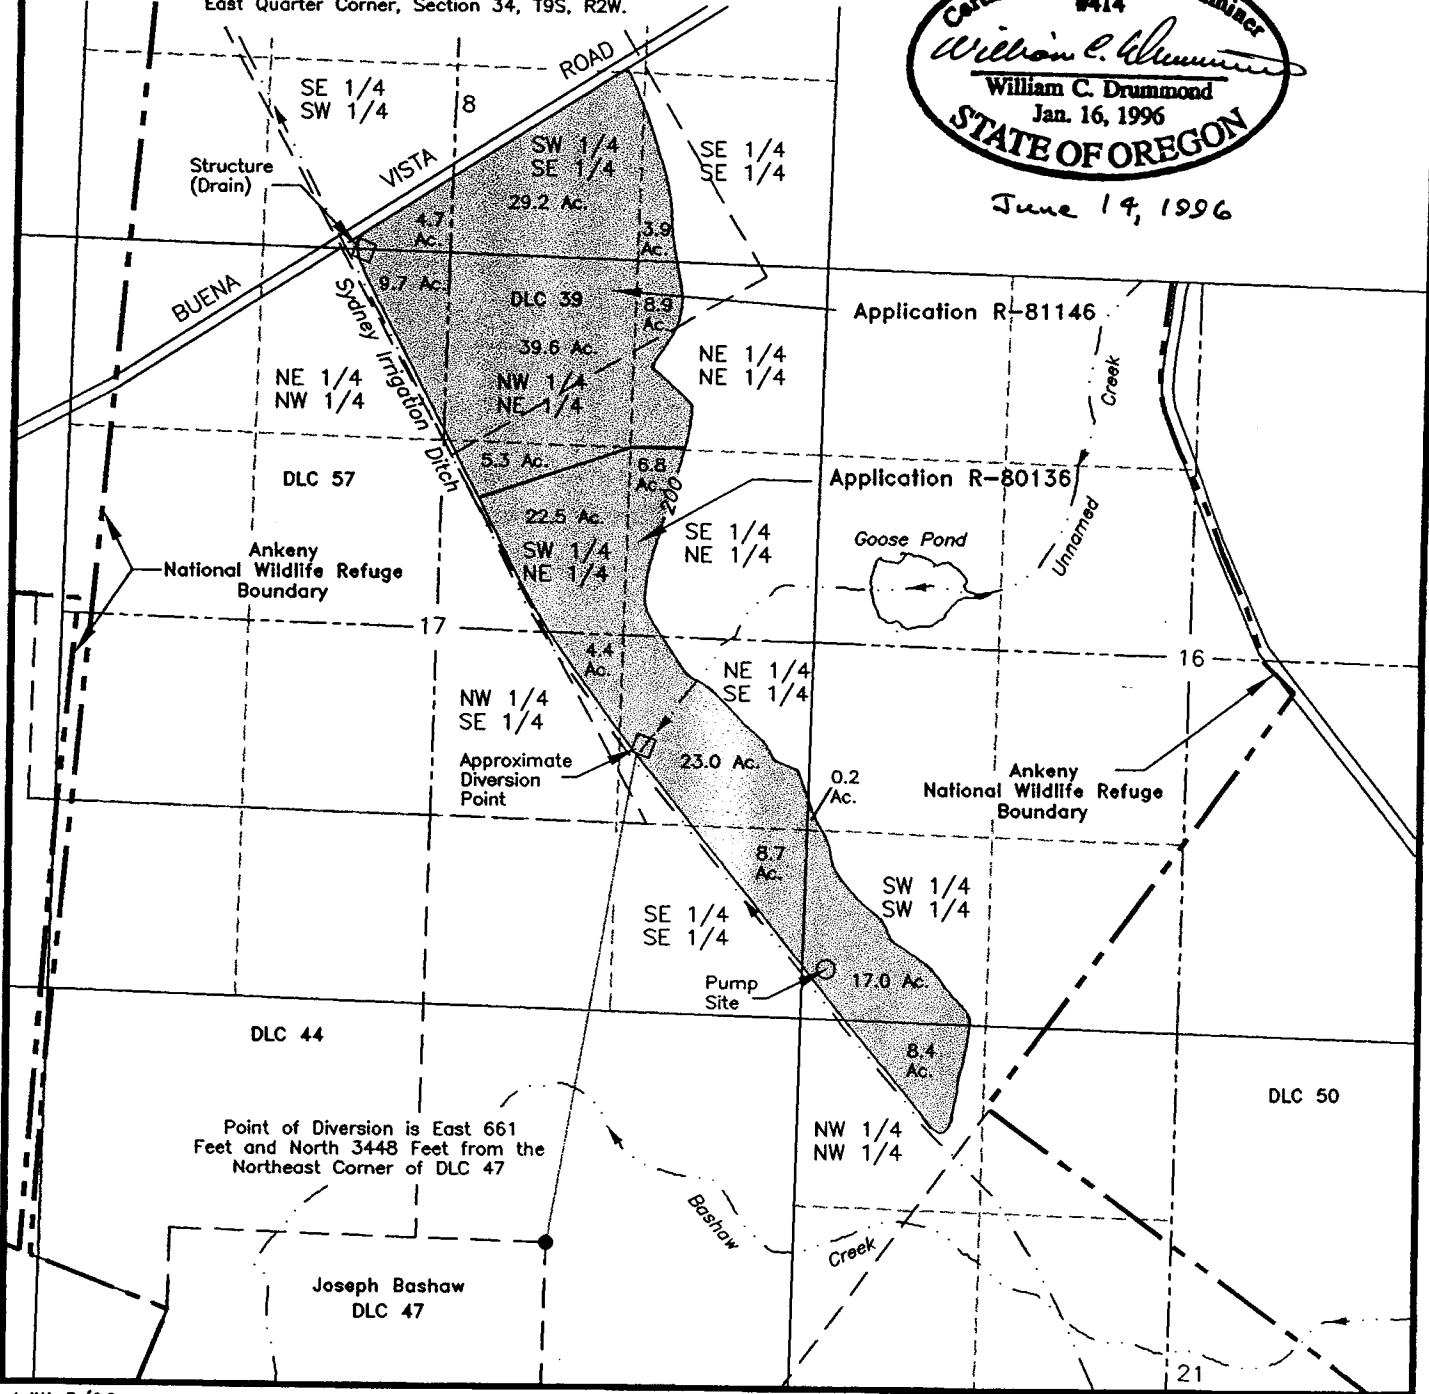 East Quarter Corner, Section 34, T9S, R2W.
#414
William C. Drummond
William C. Drummond
Jan. 16, 1996
STATE OF OREGON
June 14, 1996
SE 1/4
SW 1/4
8
ROAD
VISTA
BUENA
Structure
(Drain)
SW 1/4
SE 1/4
29.2 Ac.
SE 1/4
SE 1/4
4.7
Ac.
3.9
Ac.
9.7 Ac.
DLC 39
8.9
Ac.
Application R-81146
39.6 Ac.
NW 1/4
NE 1/4
NE 1/4
NE 1/4
NE 1/4
NW 1/4
Sydney Irrigation Ditch
Creek
Unnamed
DLC 57
5.3 Ac.
6.8
Ac.
200
Application R-80136
22.5 Ac.
SW 1/4
NE 1/4
SE 1/4
NE 1/4
Goose Pond
Ankeny
National Wildlife Refuge
Boundary
17
16
4.4
Ac.
NE 1/4
SE 1/4
NW 1/4
SE 1/4
Approximate
Diversion
Point
23.0 Ac.
0.2
Ac.
Ankeny
National Wildlife Refuge
Boundary
8.7
Ac.
SW 1/4
SW 1/4
SE 1/4
SE 1/4
Pump
Site
17.0 Ac.
DLC 44
8.4
Ac.
DLC 50
Point of Diversion is East 661
Feet and North 3448 Feet from the
Northeast Corner of DLC 47
NW 1/4
NW 1/4
Bashaw
Creek
Joseph Bashaw
DLC 47
21